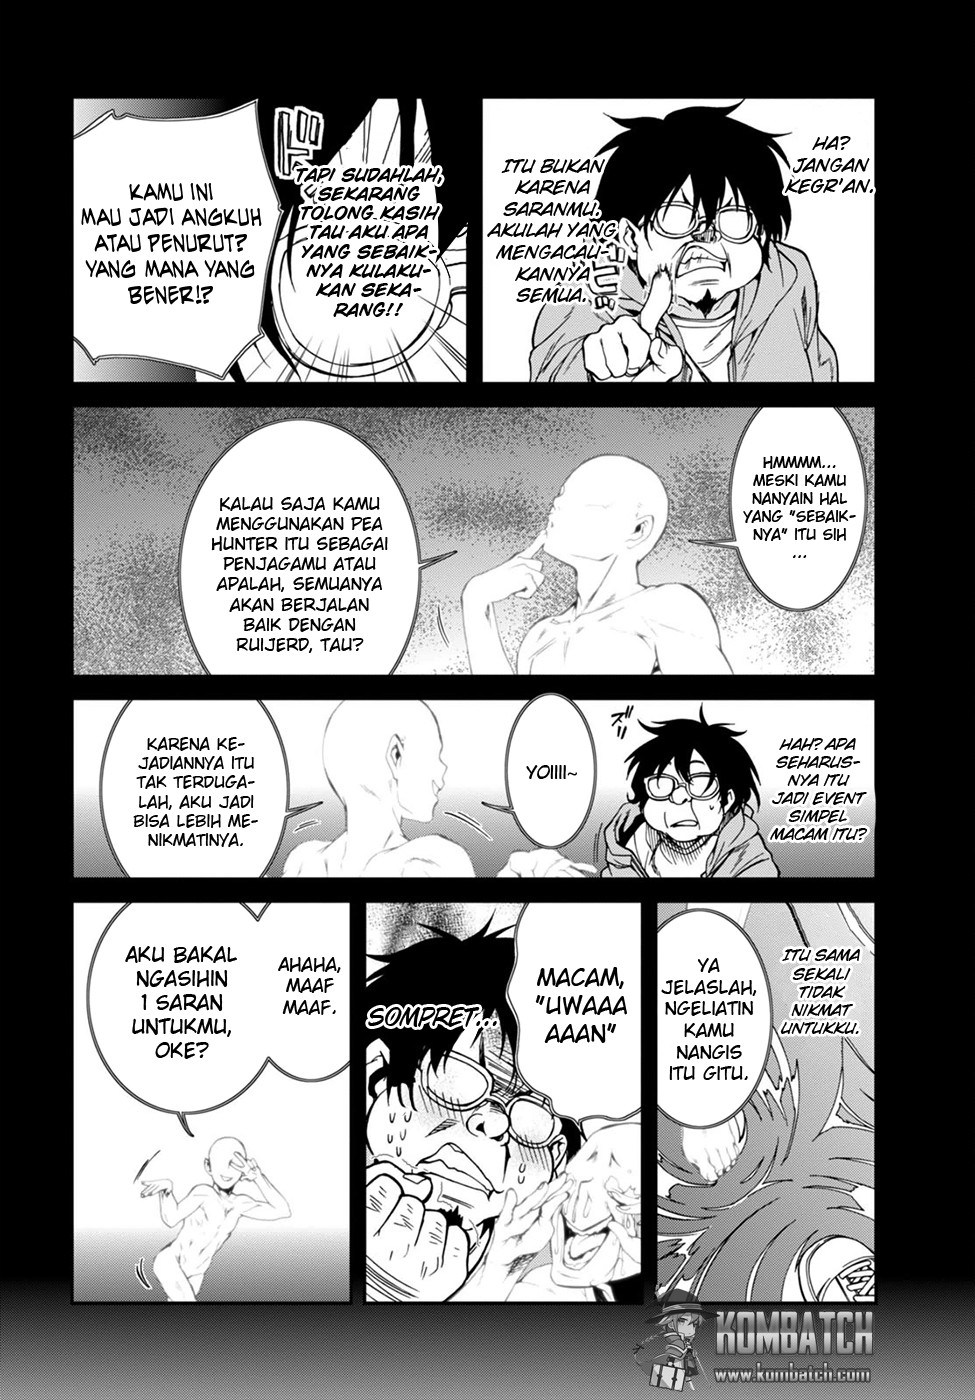 HA?
JANGAN
KEGR'AN.
ITU BUKAN
KARENA
SARANMU.
AKULAH YANG
MENGACAU-
KANNYA
SEMUA.
TAPI SUDAHLAH,
SEKARANG
TOLONG KASIH
TAU AKU APA
YANG SEBAIK-
NYA KULAKU-
KAN SEKA-
RANG!!
KAMU INI
MAU JADI ANGKUH
ATAU PENURUT?
YANG MANA YANG
BENER!?
HMMMM...
MESKI KAMU
NANYAIN HAL
YANG "SEBAIK-
NYA" ITU SIH
...
KALAU SAJA KAMU
MENGGUNAKAN PEA
HUNTER ITU SEBAGAI
PENJAGAMU ATAU
APALAH, SEMUANYA
AKAN BERJALAN
BAIK DENGAN
RUIJERD, TAU?
HAH? APA
SEHARUS-
NYA ITU
JADI EVENT
SIMPEL
MACAM ITU?
YOIIII~
KARENA KE-
JADIANNYA ITU
TAK TERDUGA-
LAH, AKU JADI
BISA LEBIH ME-
NIKMATINYA.
ITU SAMA
SEKALI
TIDAK
NIKMAT
UNTUKKU.
YA
JELASLAH,
NGELIATIN
KAMU
NANGIS
ITU GITU.
MACAM,
"UWAAA
AAAN"
SOMPRET...
AHAHA,
MAAF
MAAF.
AKU BAKAL
NGASIHIN
1 SARAN
UNTUKMU,
OKE?
KOMBATCH
www.kombatch.com